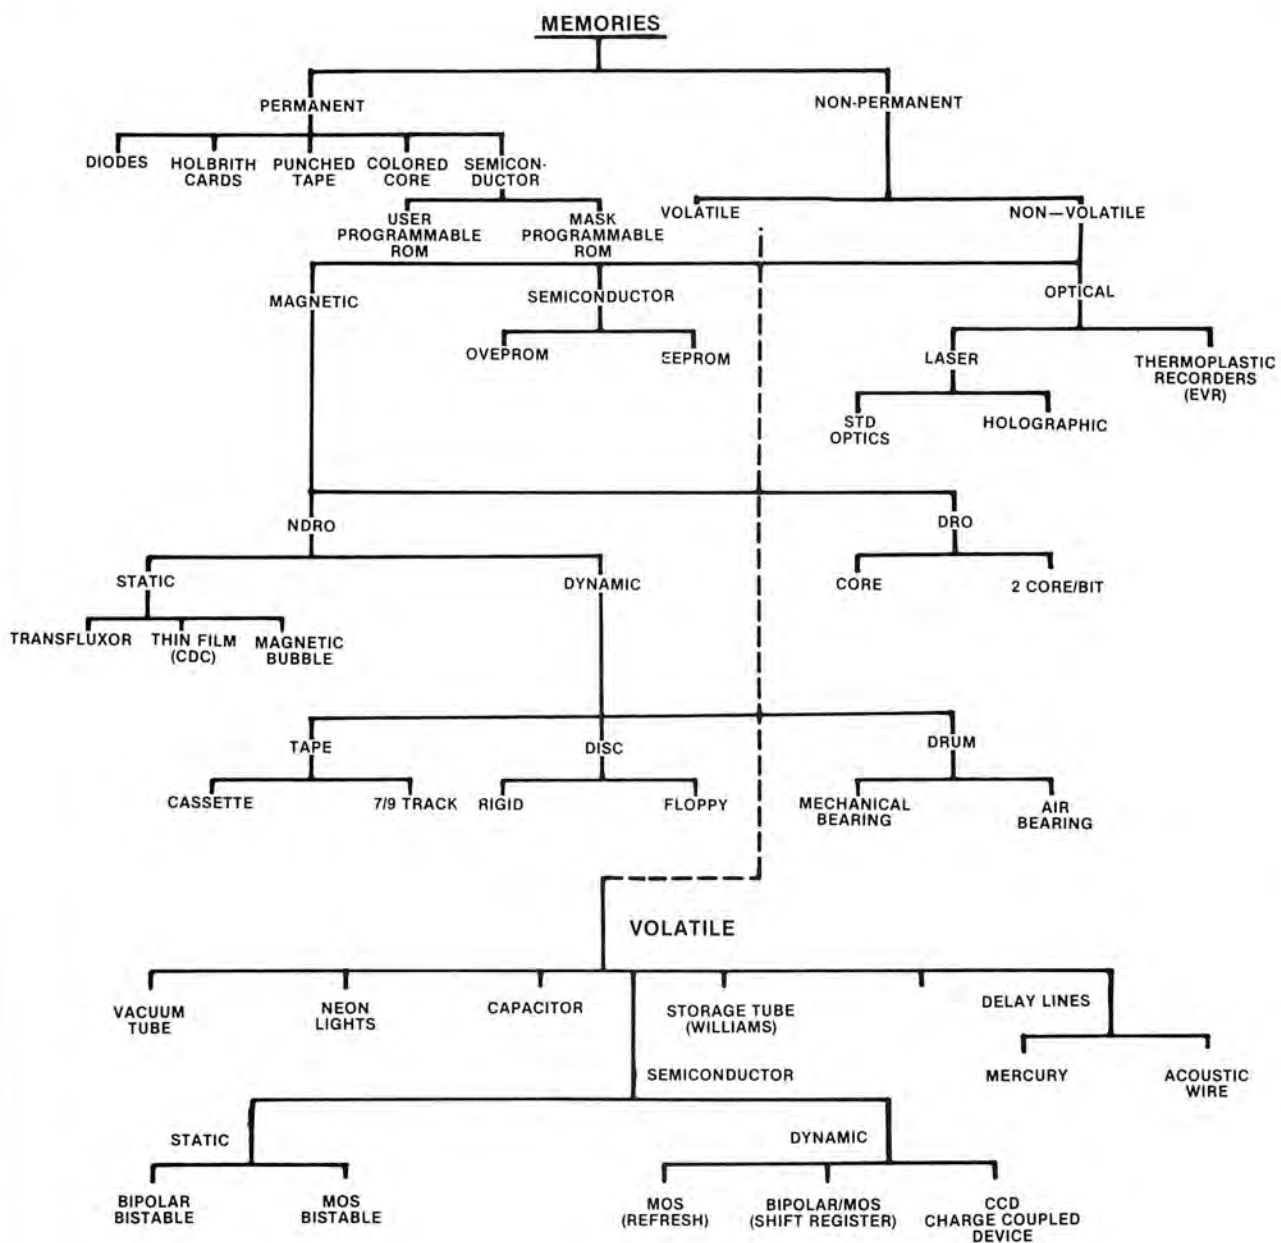 MEMORIES
PERMANENT
NON-PERMANENT
DIODES
HOLBRITH
CARDS
PUNCHED
TAPE
COLORED
CORE
SEMICON-
DUCTOR
USER
PROGRAMMABLE
ROM
MASK
PROGRAMMABLE
ROM
VOLATILE
NON—VOLATILE
MAGNETIC
SEMICONDUCTOR
OPTICAL
OVEPROM
EEPROM
LASER
THERMOPLASTIC
RECORDERS
(EVR)
STD
OPTICS
HOLOGRAPHIC
NDRO
DRO
STATIC
DYNAMIC
CORE
2 CORE/BIT
TRANSFLUXOR
THIN FILM
(CDC)
MAGNETIC
BUBBLE
TAPE
DISC
DRUM
CASSETTE
7/9 TRACK
RIGID
FLOPPY
MECHANICAL
BEARING
AIR
BEARING
VOLATILE
VACUUM
TUBE
NEON
LIGHTS
CAPACITOR
STORAGE TUBE
(WILLIAMS)
DELAY LINES
MERCURY
ACOUSTIC
WIRE
SEMICONDUCTOR
STATIC
DYNAMIC
BIPOLAR
BISTABLE
MOS
BISTABLE
MOS
(REFRESH)
BIPOLAR/MOS
(SHIFT REGISTER)
CCD
CHARGE COUPLED
DEVICE